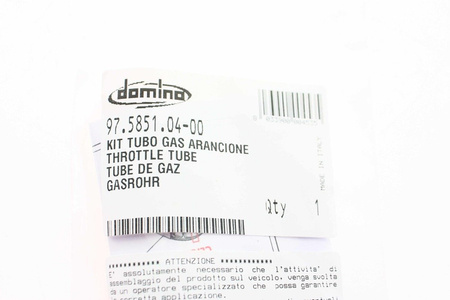 domino
97.5851.04-00
KIT TUBO GAS ARANCIONE
THROTTLE TUBE
TUBE DE GAZ
GASROHR
MADE IN ITALY
Qty 1
********* ATTENZIONE *********
E' assolutamente necessario che l'attivita' di
assemblaggio del prodotto sul veicolo, venga svolta
da un operatore specializzato che possa garantire
corretta applicazione.